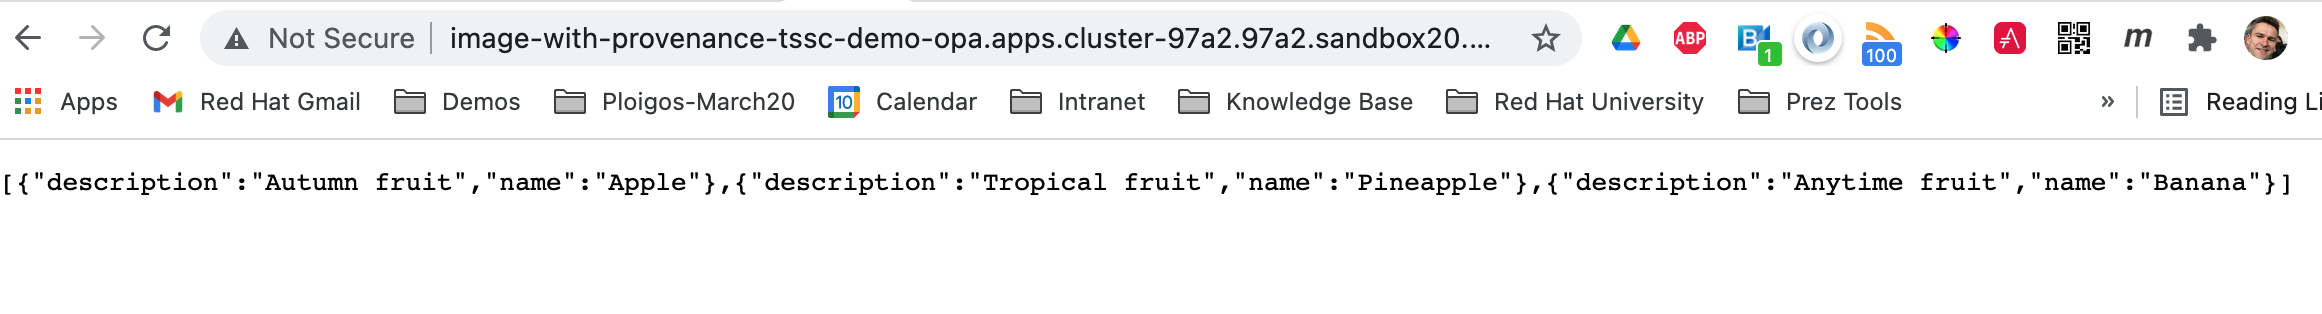 Not Secure image-with-provenance-tssc-demo-opa.apps.cluster-97a2.97a2.sandbox20.... ABP B 1 100 m
Apps Red Hat Gmail Demos Ploigos-March20 10 Calendar Intranet Knowledge Base Red Hat University Prez Tools » Reading Li
[{"description":"Autumn fruit","name":"Apple"},{"description":"Tropical fruit","name":"Pineapple"},{"description":"Anytime fruit","name":"Banana"}]